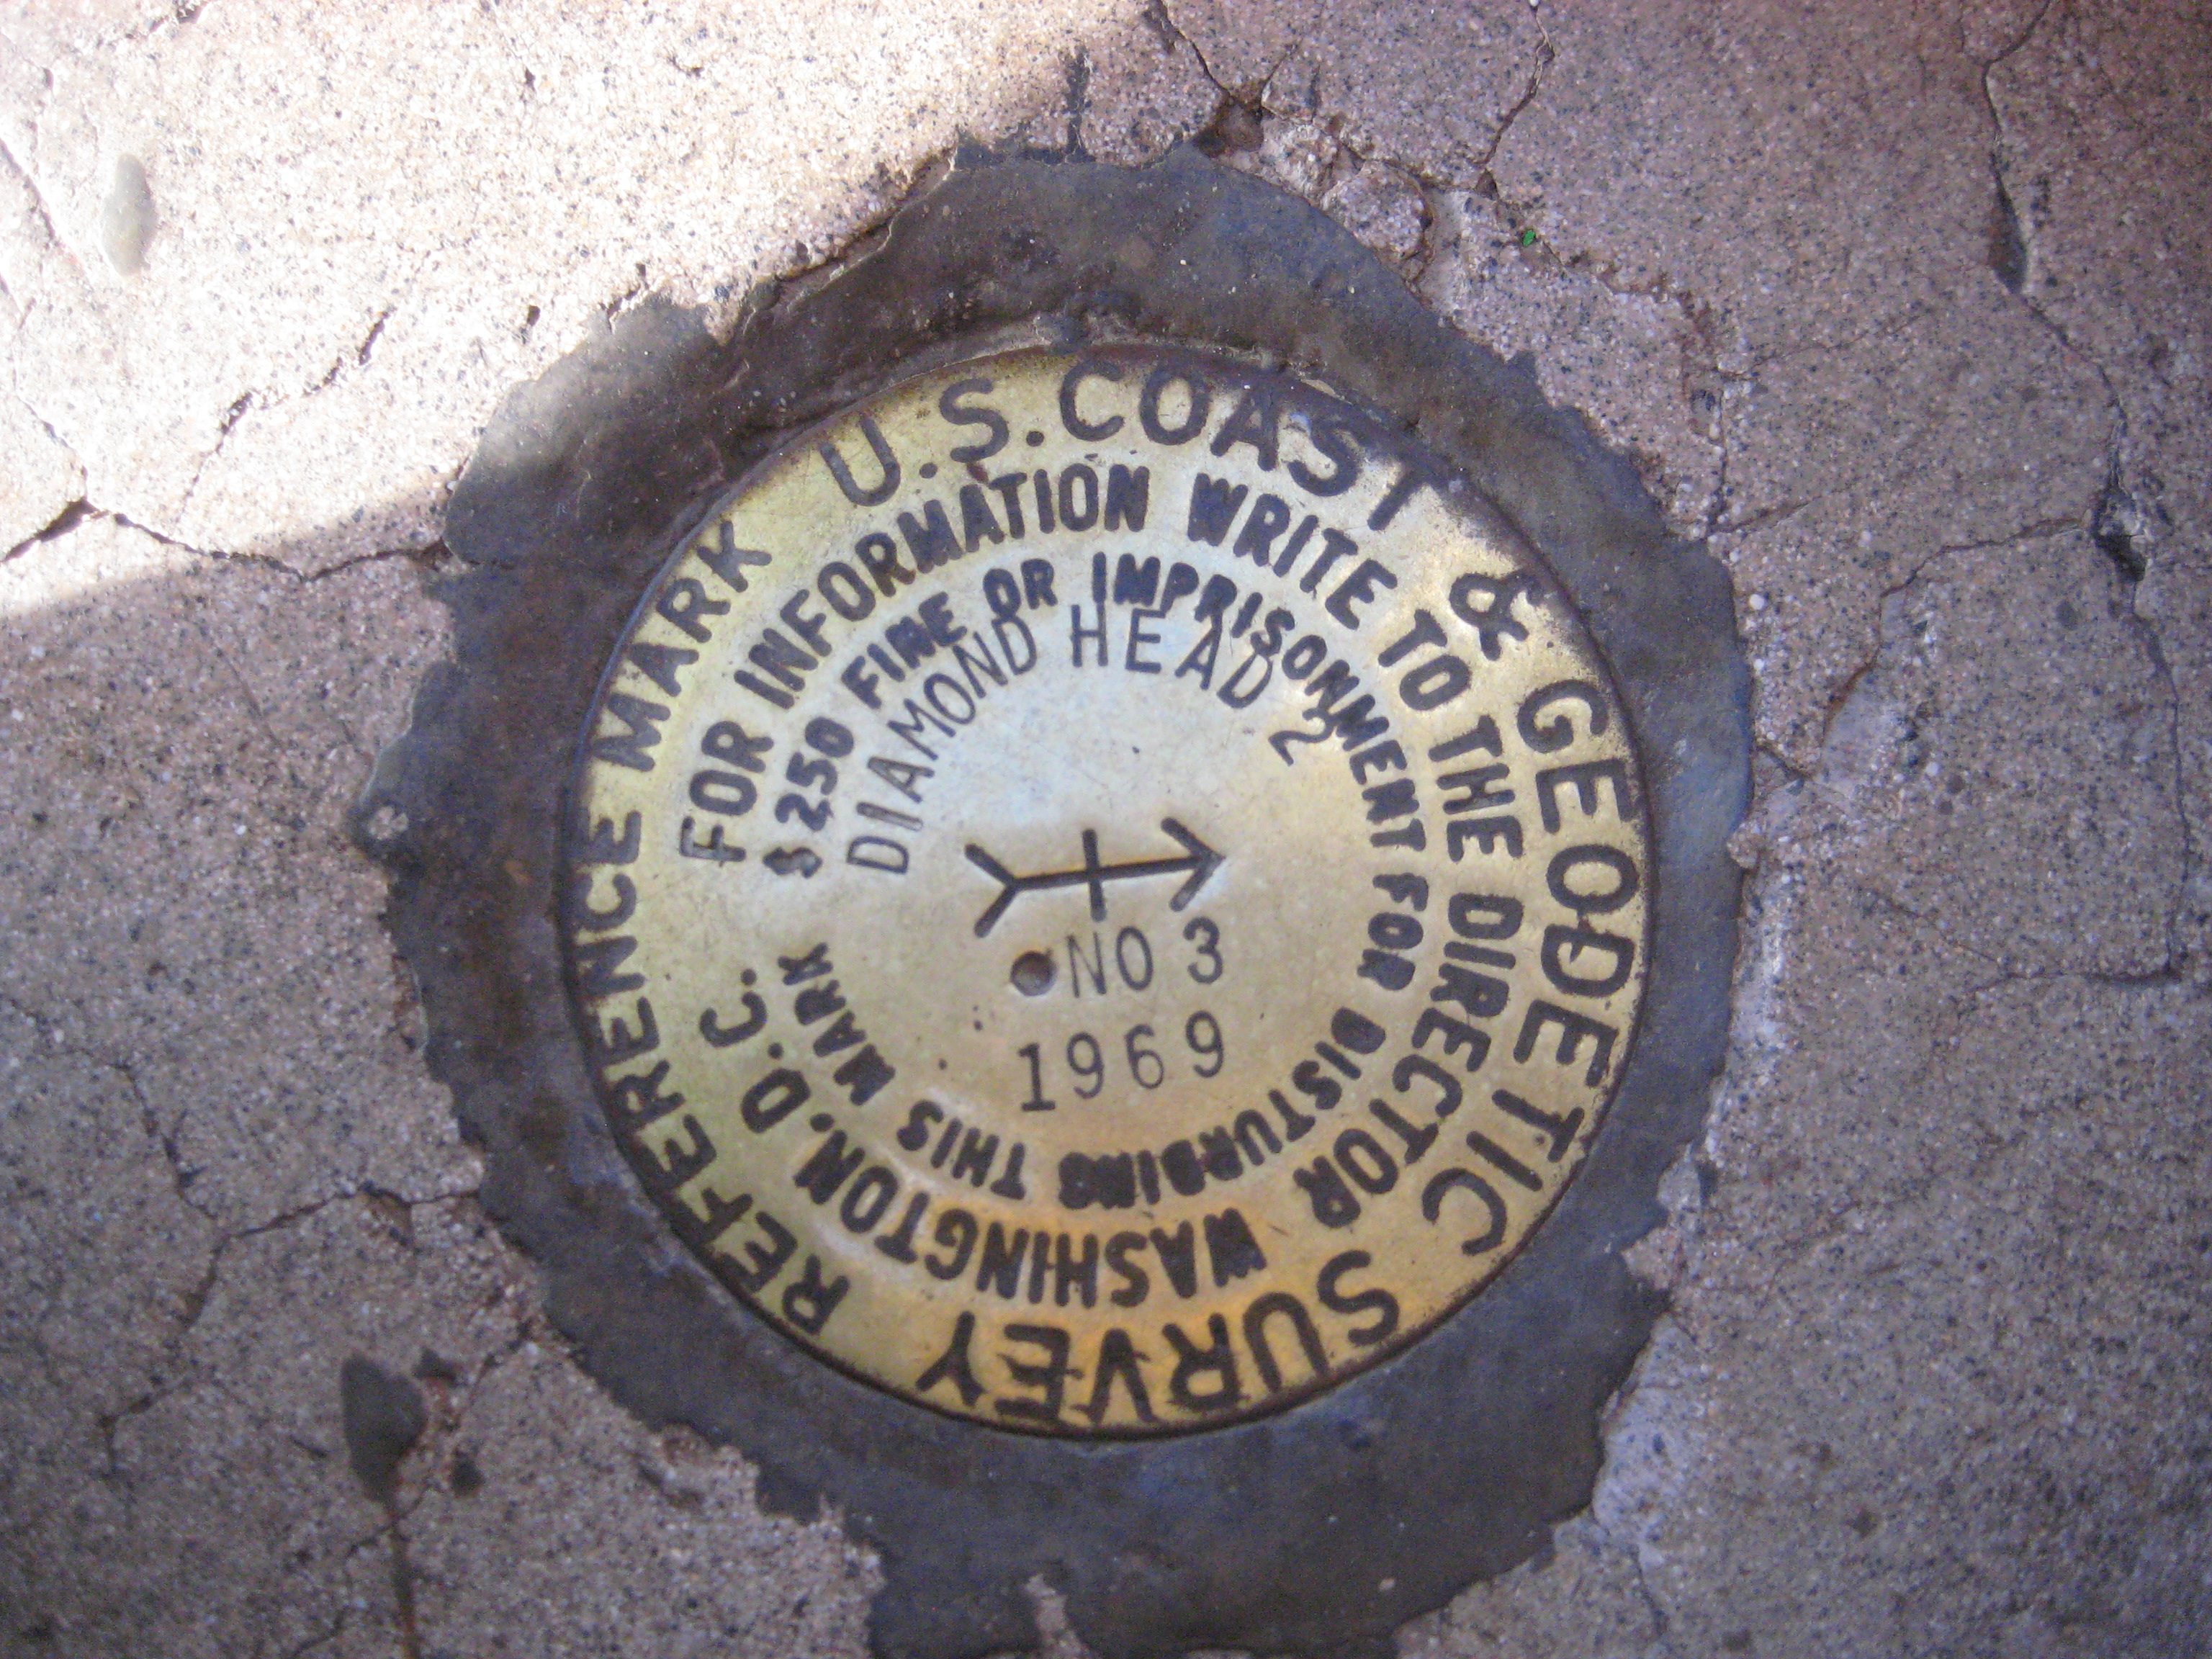 U.S. COAST & GEODETIC SURVEY REFERENCE MARK
FOR INFORMATION WRITE TO THE DIRECTOR WASHINGTON, D.C.
$250 FINE OR IMPRISONMENT FOR DISTURBING THIS MARK
DIAMOND HEAD 2
NO 3
1969